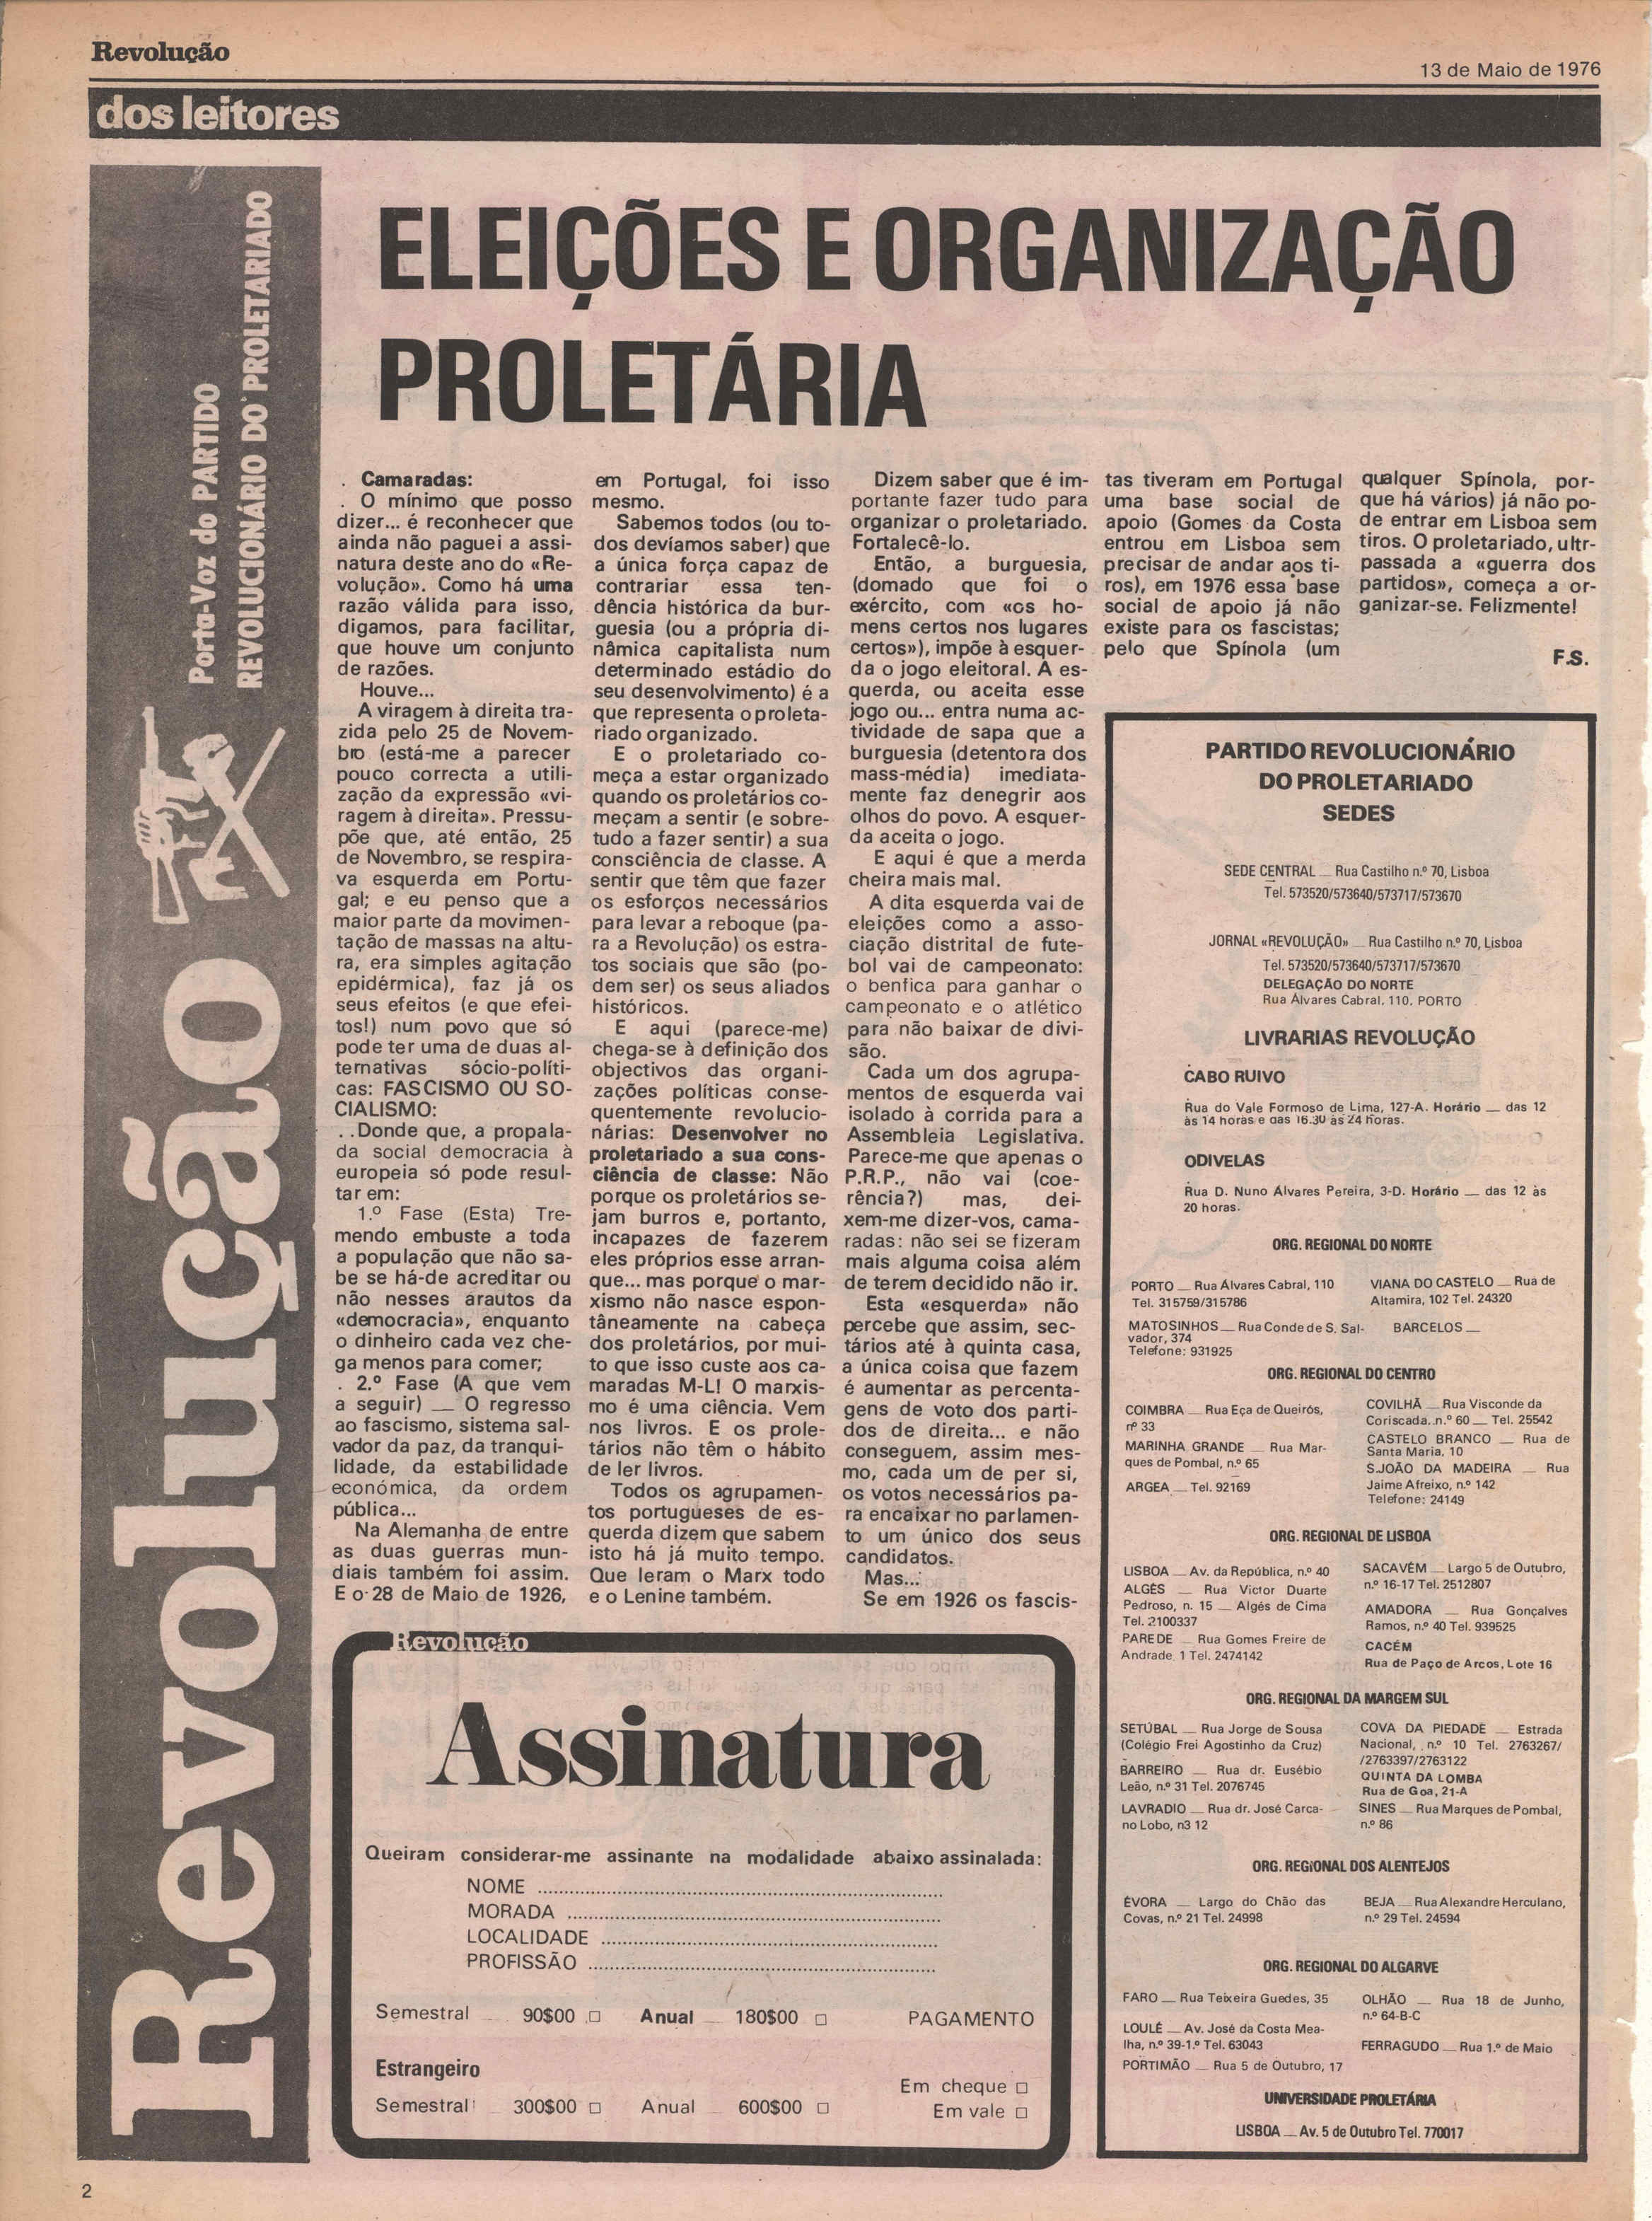 Revolução
13 de Maio de 1976
dos leitores
Revolução
Porta-Voz do PARTIDO
REVOLUCIONÁRIO DO PROLETARIADO
ELEIÇÕES E ORGANIZAÇÃO
PROLETÁRIA
. Camaradas:
. O mínimo que posso
dizer... é reconhecer que
ainda não paguei a assi-
natura deste ano do «Re-
volução». Como há uma
razão válida para isso,
digamos, para facilitar,
que houve um conjunto
de razões.
Houve...
A viragem à direita tra-
zida pelo 25 de Novem-
bro (está-me a parecer
pouco correcta a utili-
zação da expressão «vi-
ragem à direita». Pressu-
põe que, até então, 25
de Novembro, se respira-
va esquerda em Portu-
gal; e eu penso que a
maior parte da movimen-
tação de massas na altu-
ra, era simples agitação
epidérmica), faz já os
seus efeitos (e que efei-
tos!) num povo que só
pode ter uma de duas al-
ternativas sócio-políti-
cas: FASCISMO OU SO-
CIALISMO:
. . Donde que, a propala-
da social democracia à
europeia só pode resul-
tar em:
1.º Fase (Esta) Tre-
mendo embuste a toda
a população que não sa-
be se há-de acreditar ou
não nesses arautos da
«democracia», enquanto
o dinheiro cada vez che-
ga menos para comer;
. 2.º Fase (A que vem
a seguir) — O regresso
ao fascismo, sistema sal-
vador da paz, da tranqui-
lidade, da estabilidade
económica, da ordem
pública...
Na Alemanha de entre
as duas guerras mun-
diais também foi assim.
E o 28 de Maio de 1926,
em Portugal, foi isso
mesmo.
Sabemos todos (ou to-
dos devíamos saber) que
a única força capaz de
contrariar essa ten-
dência histórica da bur-
guesia (ou a própria di-
nâmica capitalista num
determinado estádio do
seu desenvolvimento) é a
que representa o proleta-
riado organizado.
E o proletariado co-
meça a estar organizado
quando os proletários co-
meçam a sentir (e sobre-
tudo a fazer sentir) a sua
consciência de classe. A
sentir que têm que fazer
os esforços necessários
para levar a reboque (pa-
ra a Revolução) os estra-
tos sociais que são (po-
dem ser) os seus aliados
históricos.
E aqui (parece-me)
chega-se à definição dos
objectivos das organi-
zações políticas conse-
quentemente revolucio-
nárias: Desenvolver no
proletariado a sua cons-
ciência de classe: Não
porque os proletários se-
jam burros e, portanto,
incapazes de fazerem
eles próprios esse arran-
que... mas porque o mar-
xismo não nasce espon-
tâneamente na cabeça
dos proletários, por mui-
to que isso custe aos ca-
maradas M-L! O marxis-
mo é uma ciência. Vem
nos livros. E os prole-
tários não têm o hábito
de ler livros.
Todos os agrupamen-
tos portugueses de es-
querda dizem que sabem
isto há já muito tempo.
Que leram o Marx todo
e o Lenine também.
Dizem saber que é im-
portante fazer tudo para
organizar o proletariado.
Fortalecê-lo.
Então, a burguesia,
(domado que foi o
exército, com «os ho-
mens certos nos lugares
certos»), impõe à esquer-
da o jogo eleitoral. A es-
querda, ou aceita esse
jogo ou... entra numa ac-
tividade de sapa que a
burguesia (detentora dos
mass-média) imediata-
mente faz denegrir aos
olhos do povo. A esquer-
da aceita o jogo.
E aqui é que a merda
cheira mais mal.
A dita esquerda vai de
eleições como a asso-
ciação distrital de fute-
bol vai de campeonato:
o benfica para ganhar o
campeonato e o atlético
para não baixar de divi-
são.
Cada um dos agrupa-
mentos de esquerda vai
isolado à corrida para a
Assembleia Legislativa.
Parece-me que apenas o
P.R.P., não vai (coe-
rência?) mas, dei-
xem-me dizer-vos, cama-
radas: não sei se fizeram
mais alguma coisa além
de terem decidido não ir.
Esta «esquerda» não
percebe que assim, sec-
tários até à quinta casa,
a única coisa que fazem
é aumentar as percenta-
gens de voto dos parti-
dos de direita... e não
conseguem, assim mes-
mo, cada um de per si,
os votos necessários pa-
ra encaixar no parlamen-
to um único dos seus
candidatos.
Mas...
Se em 1926 os fascis-
tas tiveram em Portugal
uma base social de
apoio (Gomes da Costa
entrou em Lisboa sem
precisar de andar aos ti-
ros), em 1976 essa base
social de apoio já não
existe para os fascistas;
pelo que Spínola (um
qualquer Spínola, por-
que há vários) já não po-
de entrar em Lisboa sem
tiros. O proletariado, ultr-
passada a «guerra dos
partidos», começa a or-
ganizar-se. Felizmente!
F.S.
PARTIDO REVOLUCIONÁRIO
DO PROLETARIADO
SEDES
SEDE CENTRAL — Rua Castilho n.º 70, Lisboa
Tel. 573520/573640/573717/573670
JORNAL «REVOLUÇÃO» — Rua Castilho n.º 70, Lisboa
Tel. 573520/573640/573717/573670
DELEGAÇÃO DO NORTE
Rua Álvares Cabral, 110, PORTO
LIVRARIAS REVOLUÇÃO
CABO RUIVO
Rua do Vale Formoso de Lima, 127-A. Horário — das 12
às 14 horas e das 16.30 às 24 horas.
ODIVELAS
Rua D. Nuno Álvares Pereira, 3-D. Horário — das 12 às
20 horas.
ORG. REGIONAL DO NORTE
PORTO — Rua Álvares Cabral, 110
Tel. 315759/315786
MATOSINHOS — Rua Conde de S. Sal-
vador, 374
Telefone: 931925
VIANA DO CASTELO — Rua de
Altamira, 102 Tel. 24320
BARCELOS —
ORG. REGIONAL DO CENTRO
COIMBRA — Rua Eça de Queirós,
nº 33
MARINHA GRANDE — Rua Mar-
ques de Pombal, n.º 65
ARGEA — Tel. 92169
COVILHÃ — Rua Visconde da
Coriscada, n.º 60 — Tel. 25542
CASTELO BRANCO — Rua de
Santa Maria, 10
S.JOÃO DA MADEIRA — Rua
Jaime Afreixo, n.º 142
Telefone: 24149
ORG. REGIONAL DE LISBOA
LISBOA — Av. da República, n.º 40
ALGÉS — Rua Victor Duarte
Pedroso, n. 15 — Algés de Cima
Tel. 2100337
PAREDE — Rua Gomes Freire de
Andrade, 1 Tel. 2474142
SACAVÉM — Largo 5 de Outubro,
n.º 16-17 Tel. 2512807
AMADORA — Rua Gonçalves
Ramos, n.º 40 Tel. 939525
CACÉM
Rua de Paço de Arcos, Lote 16
ORG. REGIONAL DA MARGEM SUL
SETÚBAL — Rua Jorge de Sousa
(Colégio Frei Agostinho da Cruz)
BARREIRO — Rua dr. Eusébio
Leão, n.º 31 Tel. 2076745
LAVRADIO — Rua dr. José Carca-
no Lobo, n3 12
COVA DA PIEDADE — Estrada
Nacional, n.º 10 Tel. 2763267/
/2763397/2763122
QUINTA DA LOMBA
Rua de Goa, 21-A
SINES — Rua Marques de Pombal,
n.º 86
ORG. REGIONAL DOS ALENTEJOS
ÉVORA — Largo do Chão das
Covas, n.º 21 Tel. 24998
BEJA — Rua Alexandre Herculano,
n.º 29 Tel. 24594
ORG. REGIONAL DO ALGARVE
FARO — Rua Teixeira Guedes, 35
LOULÉ — Av. José da Costa Mea-
lha, n.º 39-1.º Tel. 63043
PORTIMÃO — Rua 5 de Outubro, 17
OLHÃO — Rua 18 de Junho,
n.º 64-B-C
FERRAGUDO — Rua 1.º de Maio
UNIVERSIDADE PROLETÁRIA
LISBOA — Av. 5 de Outubro Tel. 770017
Revolução
Assinatura
Queiram considerar-me assinante na modalidade abaixo assinalada:
NOME
MORADA
LOCALIDADE
PROFISSÃO
Semestral 90$00 □ Anual 180$00 □ PAGAMENTO
Estrangeiro
Em cheque □
Semestral 300$00 □ Anual 600$00 □
Em vale □
2